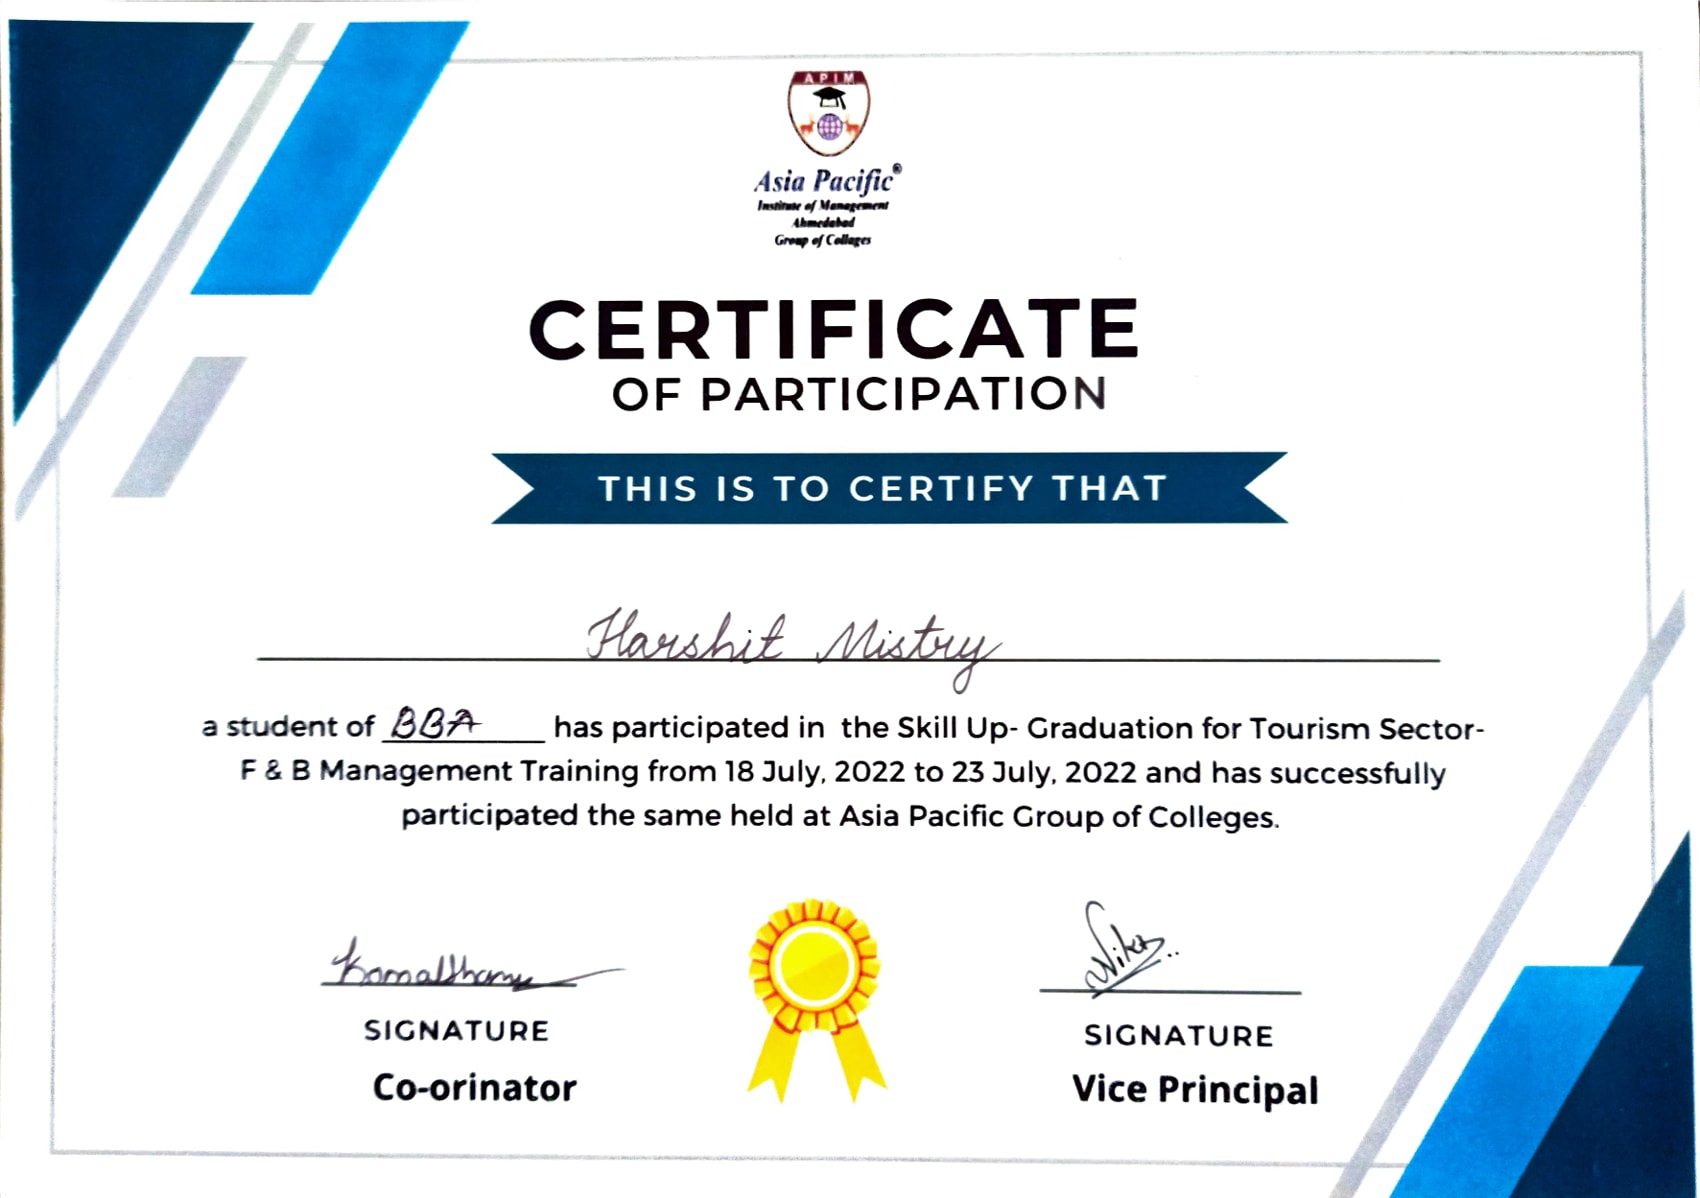 APIM
Asia Pacific®
Institute of Management
Ahmedabad
Group of Collages
CERTIFICATE
OF PARTICIPATION
THIS IS TO CERTIFY THAT
Harshit Mistry
a student of BBA has participated in the Skill Up- Graduation for Tourism Sector-
F & B Management Training from 18 July, 2022 to 23 July, 2022 and has successfully
participated the same held at Asia Pacific Group of Colleges.
SIGNATURE
Co-orinator
SIGNATURE
Vice Principal